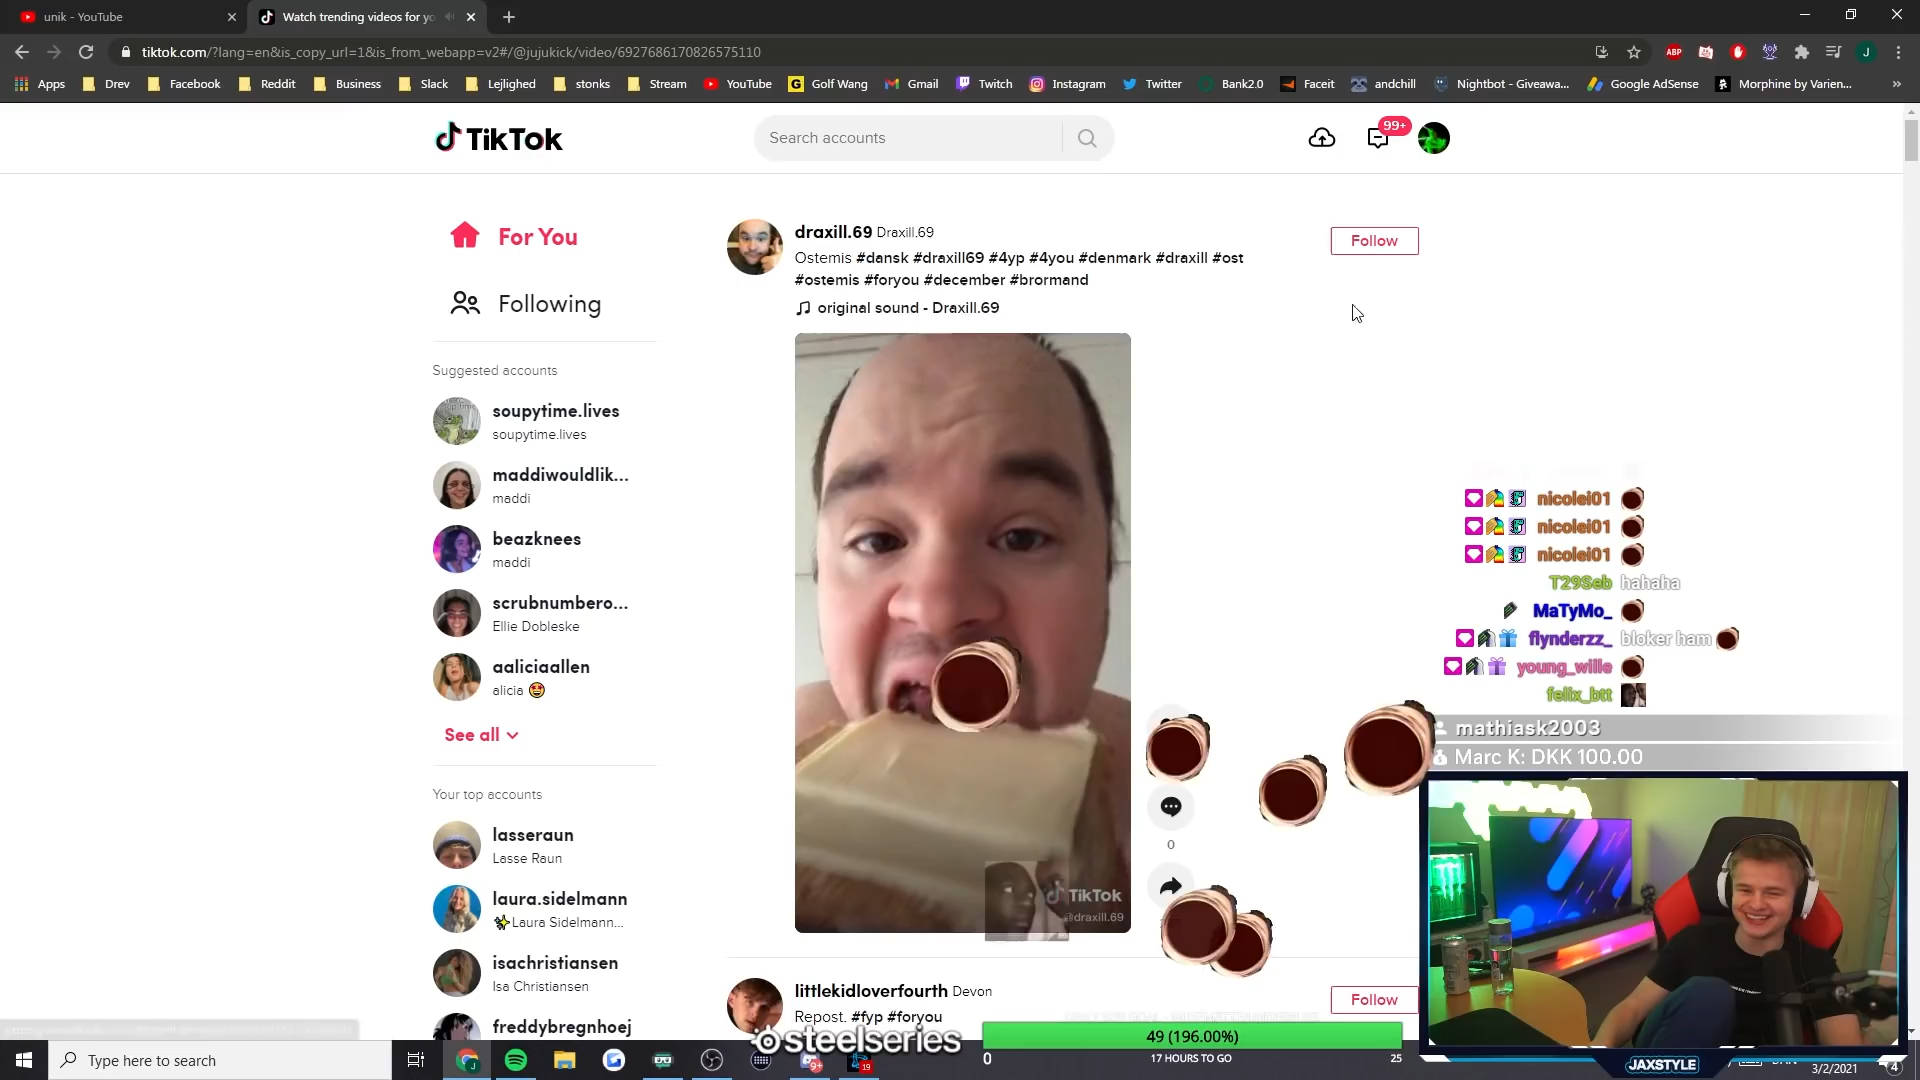 unik - YouTube
Watch trending videos for yo
tiktok.com/?lang=en&is_copy_url=1&is_from_webapp=v2#/@jujukick/video/6927686170826575110
ABP
J
Apps
Drev
Facebook
Reddit
Business
Slack
Lejlighed
stonks
Stream
YouTube
Golf Wang
Gmail
Twitch
Instagram
Twitter
Bank2.0
Faceit
andchill
Nightbot - Giveawa...
Google AdSense
Morphine by Varien...
TikTok
Search accounts
99+
For You
Following
Suggested accounts
soupytime.lives
soupytime.lives
maddiwouldlik...
maddi
beazknees
maddi
scrubnumbero...
Ellie Dobleske
aaliciaallen
alicia 🤩
See all
Your top accounts
lasseraun
Lasse Raun
laura.sidelmann
✨Laura Sidelmann...
isachristiansen
Isa Christiansen
freddybregnhoej
draxill.69 Draxill.69
Follow
Ostemis #dansk #draxill69 #4yp #4you #denmark #draxill #ost
#ostemis #foryou #december #brormand
original sound - Draxill.69
TikTok
@draxill.69
0
littlekidloverfourth Devon
Follow
Repost. #fyp #foryou
nicolei01
nicolei01
nicolei01
T29Seb hahaha
MaTyMo_
flynderzz_ bloker ham
young_wille
felix_btt
mathiask2003
Marc K: DKK 100.00
steelseries
49 (196.00%)
0
17 HOURS TO GO
25
JAXSTYLE
Type here to search
9+
19
3/2/2021
4